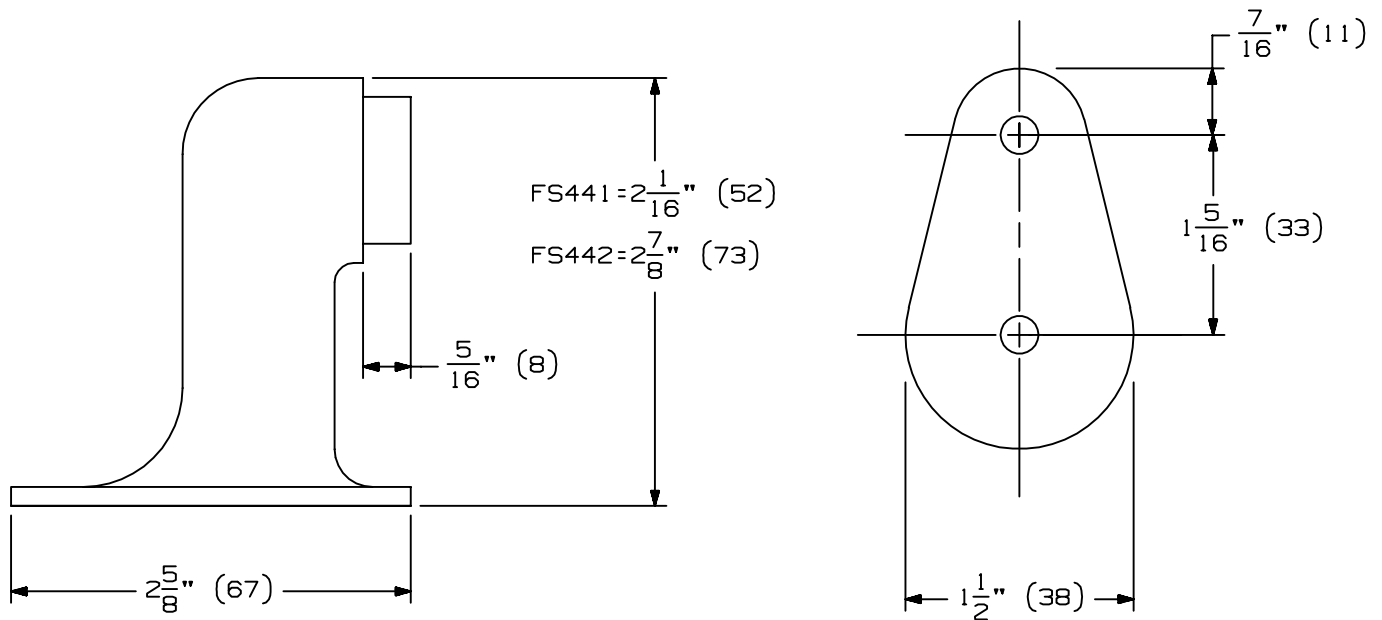 7/16" (11)
FS441=2 1/16" (52)
FS442=2 7/8" (73)
1 5/16" (33)
5/16" (8)
2 5/8" (67)
1 1/2" (38)